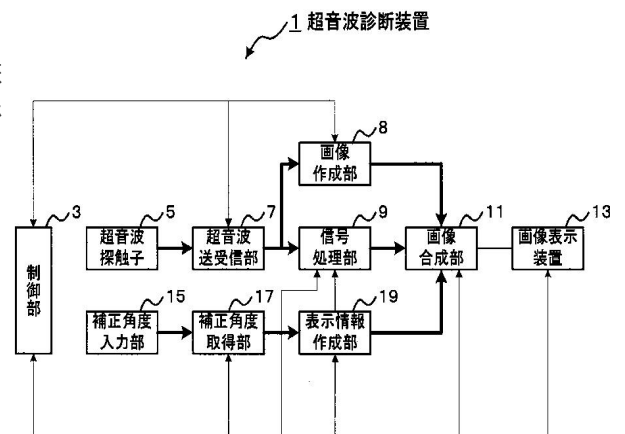 1 超音波診断装置
8
画像
作成部
3
制御部
5
超音波
探触子
7
超音波
送受信部
9
信号
処理部
11
画像
合成部
13
画像表示
装置
15
補正角度
入力部
17
補正角度
取得部
19
表示情報
作成部